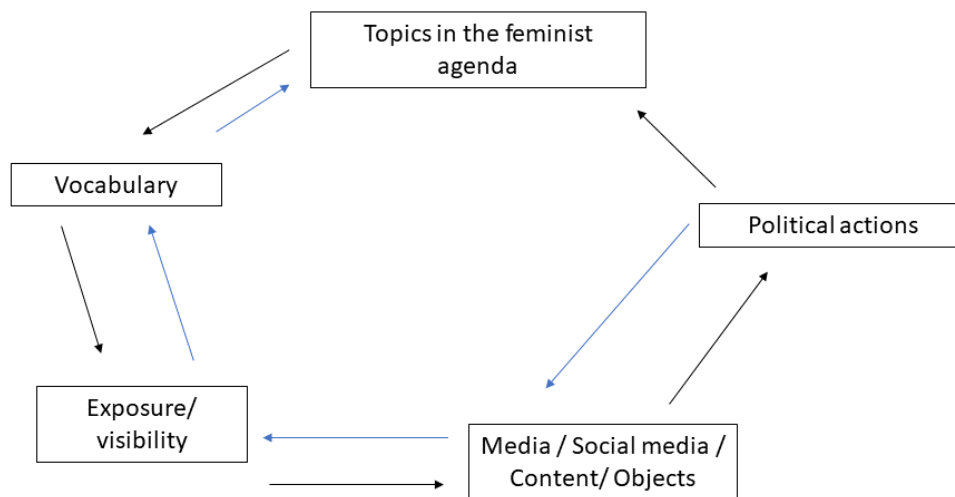 Topics in the feminist
agenda
Vocabulary
Political actions
Exposure/
visibility
Media / Social media /
Content/ Objects